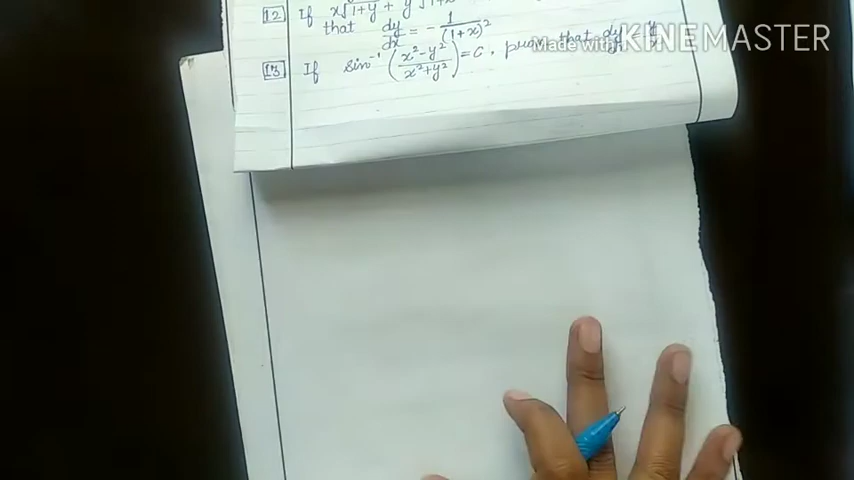 12 If x√1+y + y√1+x
that dy/dx = - 1/(1+x)²
13 If sin⁻¹ (x²-y²/x²+y²) = c, prove that dy/dx = y/x
Made with KINEMASTER